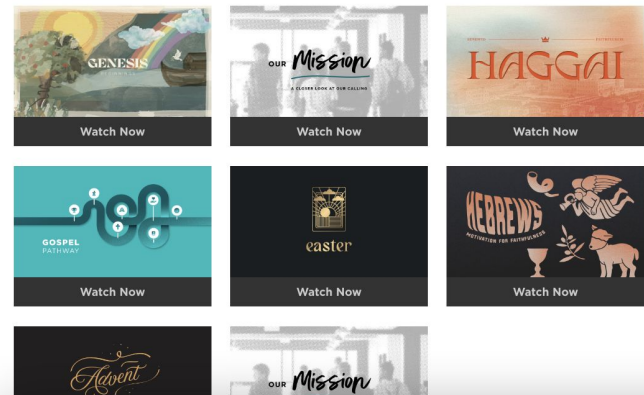 GENESIS
OUR Mission
A CLOSER LOOK AT OUR CALLING
HAGGAI
Watch Now
Watch Now
Watch Now
GOSPEL
PATHWAY
easter
HEBREWS
MOTIVATION FOR FAITHFULNESS
Watch Now
Watch Now
Watch Now
Advent
OUR Mission